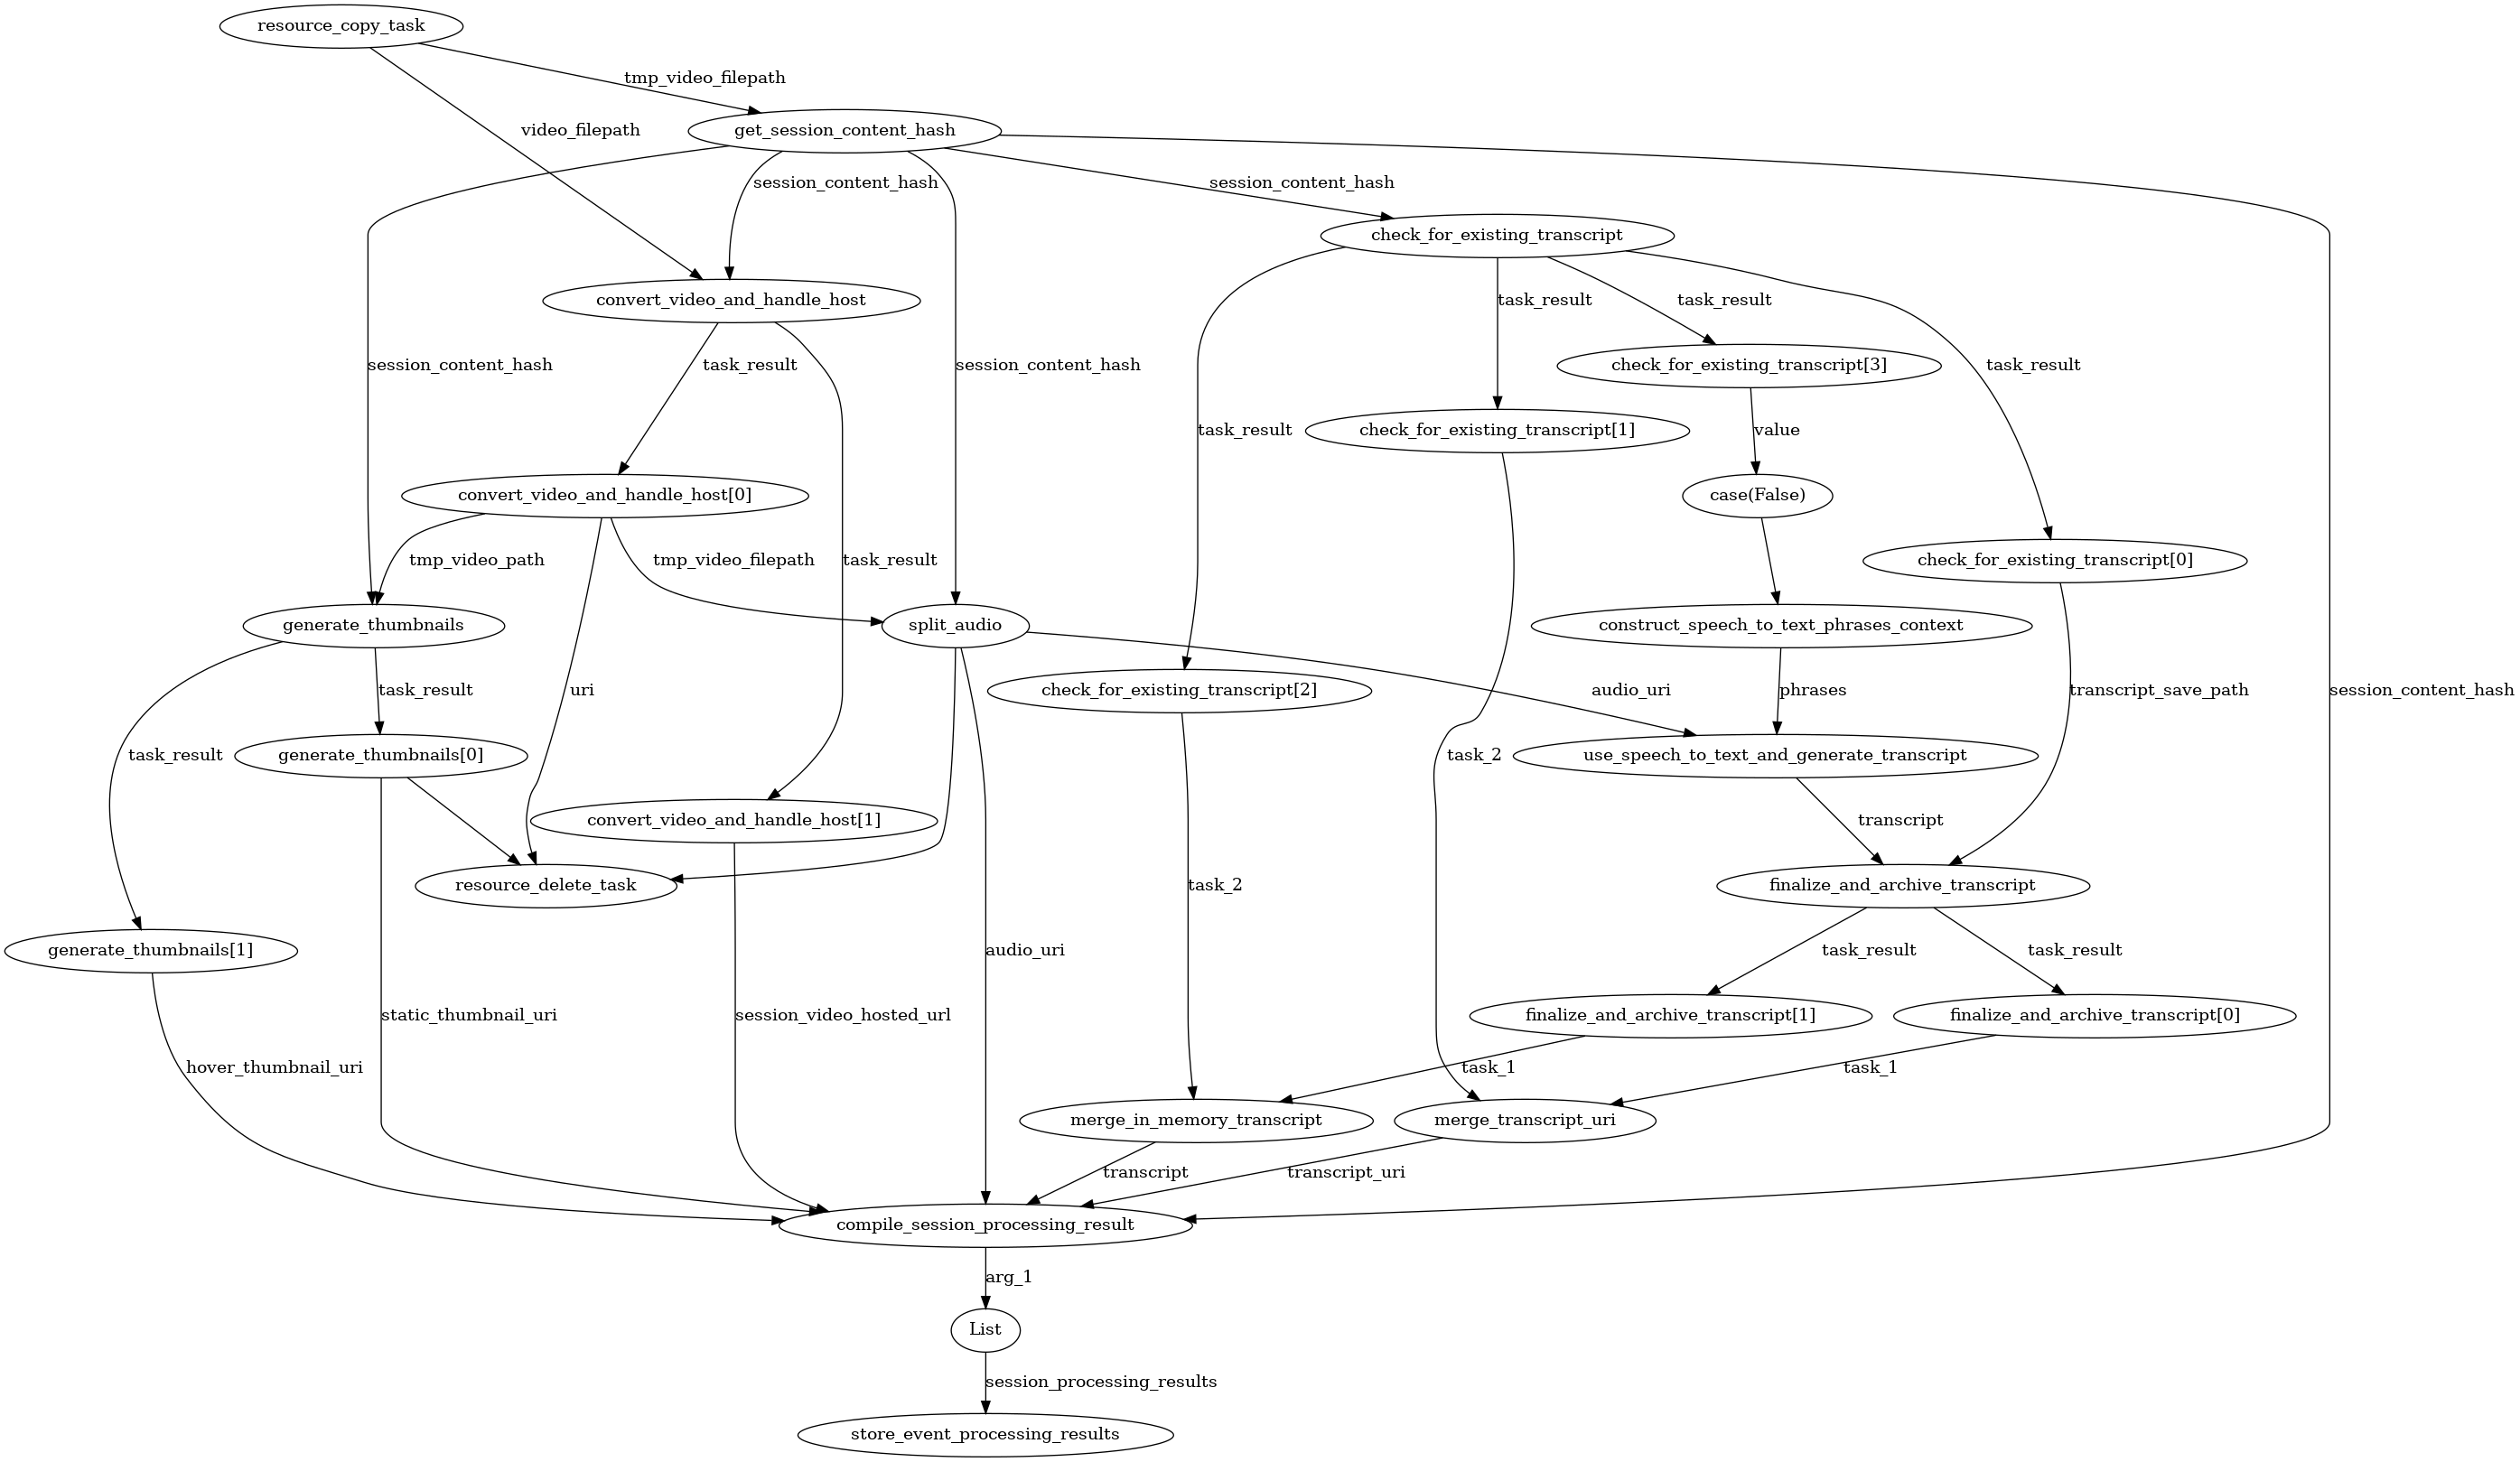 resource_copy_task
tmp_video_filepath
video_filepath
get_session_content_hash
session_content_hash
session_content_hash
check_for_existing_transcript
convert_video_and_handle_host
task_result
task_result
session_content_hash
session_content_hash
task_result
check_for_existing_transcript[3]
task_result
task_result
check_for_existing_transcript[1]
value
convert_video_and_handle_host[0]
case(False)
tmp_video_path
tmp_video_filepath
task_result
check_for_existing_transcript[0]
generate_thumbnails
split_audio
construct_speech_to_text_phrases_context
task_result
uri
check_for_existing_transcript[2]
audio_uri
phrases
transcript_save_path
session_content_hash
task_result
generate_thumbnails[0]
task_2
use_speech_to_text_and_generate_transcript
convert_video_and_handle_host[1]
transcript
resource_delete_task
task_2
finalize_and_archive_transcript
generate_thumbnails[1]
audio_uri
task_result
task_result
static_thumbnail_uri
session_video_hosted_url
finalize_and_archive_transcript[1]
finalize_and_archive_transcript[0]
hover_thumbnail_uri
task_1
task_1
merge_in_memory_transcript
merge_transcript_uri
transcript
transcript_uri
compile_session_processing_result
arg_1
List
session_processing_results
store_event_processing_results